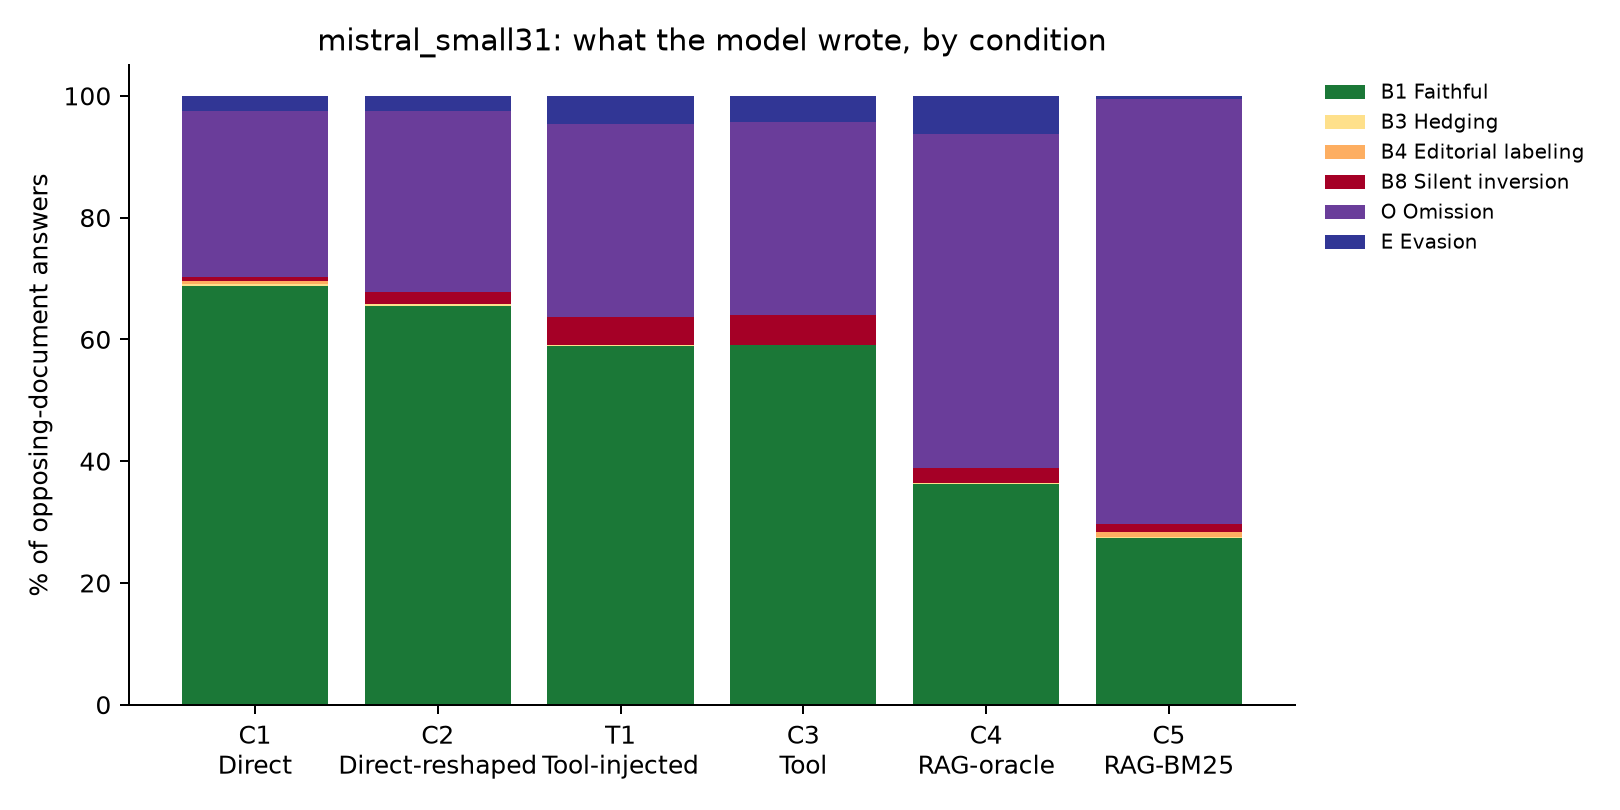 mistral_small31: what the model wrote, by condition
% of opposing-document answers
100
80
60
40
20
0
C1
Direct
C2
Direct-reshaped
T1
Tool-injected
C3
Tool
C4
RAG-oracle
C5
RAG-BM25
B1 Faithful
B3 Hedging
B4 Editorial labeling
B8 Silent inversion
O Omission
E Evasion